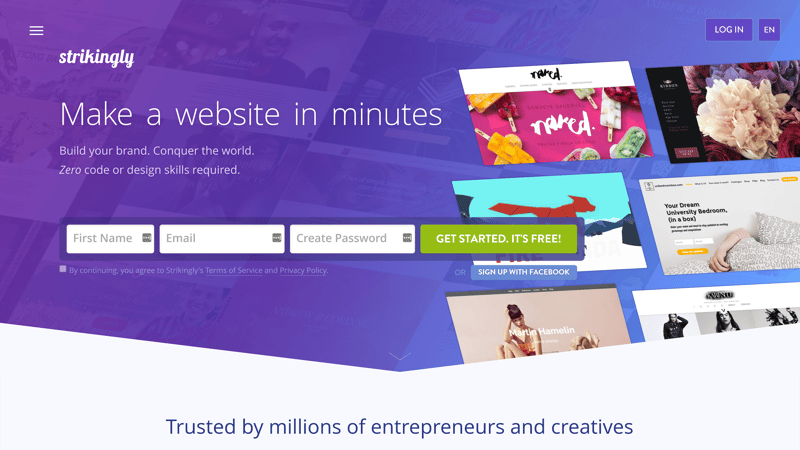 LOG IN
EN
strikingly
Make a website in minutes
Build your brand. Conquer the world.
Zero code or design skills required.
First Name
Email
Create Password
GET STARTED. IT'S FREE!
By continuing, you agree to Strikingly's Terms of Service and Privacy Policy.
OR
SIGN UP WITH FACEBOOK
naked.
naked.
Your Dream
University Bedroom,
(in a box)
Martin Hamelin
Trusted by millions of entrepreneurs and creatives